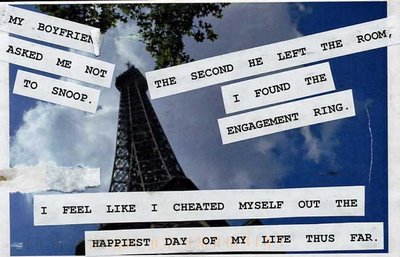 MY BOYFRIEN
ASKED ME NOT
TO SNOOP.
THE SECOND HE LEFT THE ROOM,
I FOUND THE
ENGAGEMENT RING.
I FEEL LIKE I CHEATED MYSELF OUT THE
HAPPIEST DAY OF MY LIFE THUS FAR.